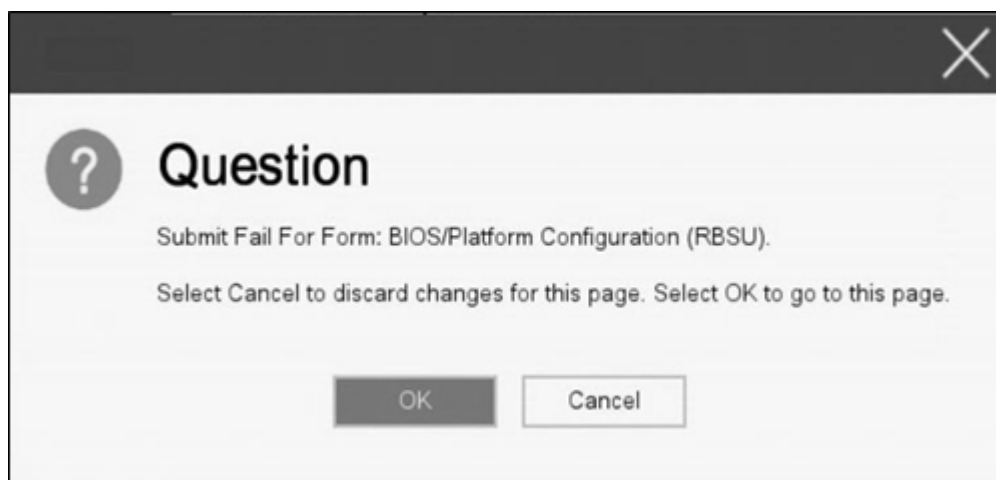 Question
Submit Fail For Form: BIOS/Platform Configuration (RBSU).
Select Cancel to discard changes for this page. Select OK to go to this page.
OK
Cancel